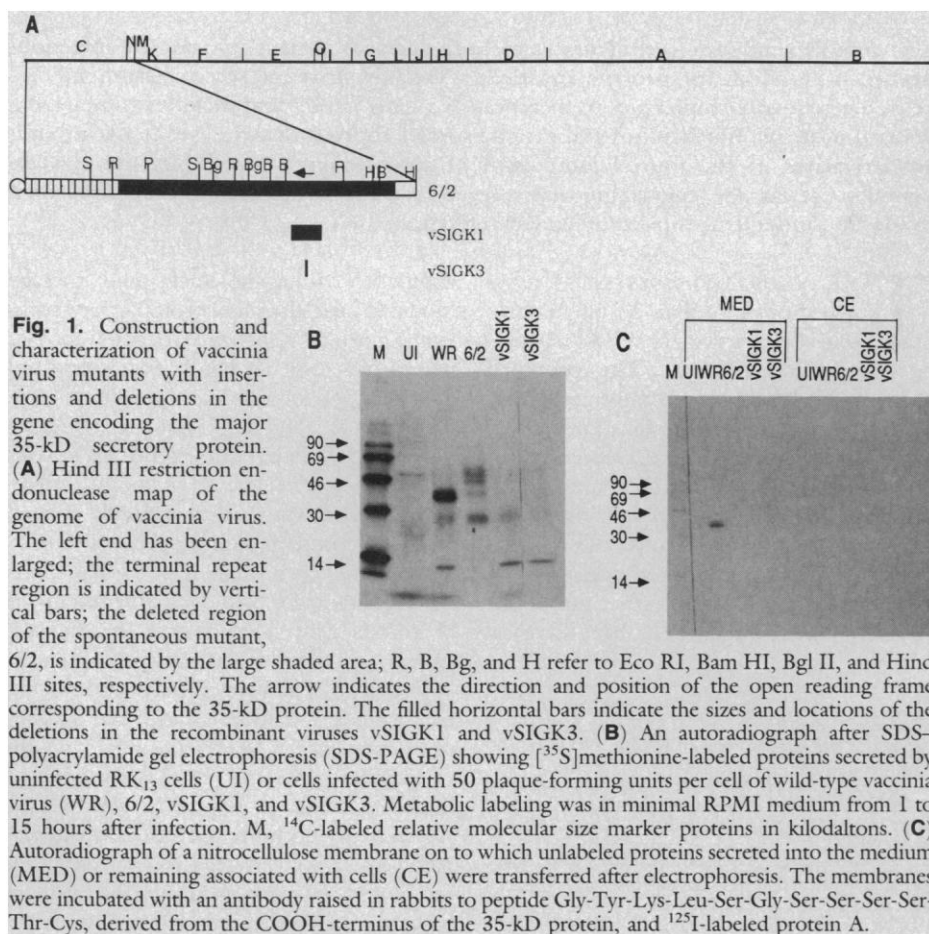 A
C N M K F E O I G L J H D A B
S R P S Bg R Bg B B R H B H
6/2
vSIGK1
vSIGK3
Fig. 1. Construction and
characterization of vaccinia
virus mutants with inser-
tions and deletions in the
gene encoding the major
35-kD secretory protein.
(A) Hind III restriction en-
donuclease map of the
genome of vaccinia virus.
The left end has been en-
larged; the terminal repeat
region is indicated by verti-
cal bars; the deleted region
of the spontaneous mutant,
B
M UI WR 6/2 vSIGK1 vSIGK3
90
69
46
30
14
C
MED CE
M UI WR 6/2 vSIGK1 vSIGK3 UI WR 6/2 vSIGK1 vSIGK3
90
69
46
30
14
6/2, is indicated by the large shaded area; R, B, Bg, and H refer to Eco RI, Bam HI, Bgl II, and Hind
III sites, respectively. The arrow indicates the direction and position of the open reading frame
corresponding to the 35-kD protein. The filled horizontal bars indicate the sizes and locations of the
deletions in the recombinant viruses vSIGK1 and vSIGK3. (B) An autoradiograph after SDS–
polyacrylamide gel electrophoresis (SDS-PAGE) showing [³⁵S]methionine-labeled proteins secreted by
uninfected RK₁₃ cells (UI) or cells infected with 50 plaque-forming units per cell of wild-type vaccinia
virus (WR), 6/2, vSIGK1, and vSIGK3. Metabolic labeling was in minimal RPMI medium from 1 to
15 hours after infection. M, ¹⁴C-labeled relative molecular size marker proteins in kilodaltons. (C)
Autoradiograph of a nitrocellulose membrane on to which unlabeled proteins secreted into the medium
(MED) or remaining associated with cells (CE) were transferred after electrophoresis. The membranes
were incubated with an antibody raised in rabbits to peptide Gly-Tyr-Lys-Leu-Ser-Gly-Ser-Ser-Ser-Ser-
Thr-Cys, derived from the COOH-terminus of the 35-kD protein, and ¹²⁵I-labeled protein A.